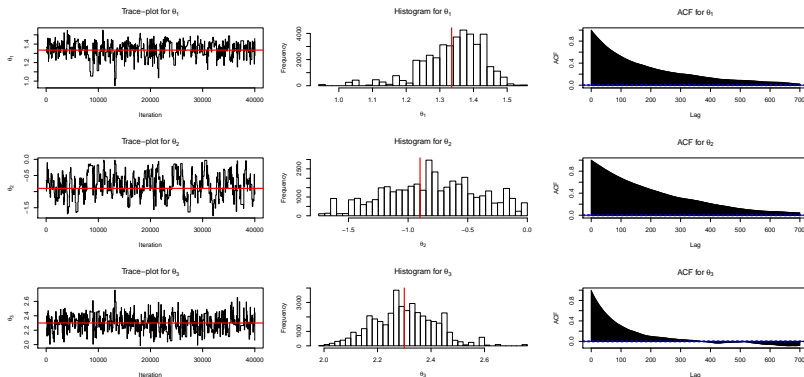 Trace−plot for θ1
θ1
1.0 1.2 1.4
0 10000 20000 30000 40000
Iteration
Histogram for θ1
Frequency
0 1000 3000
1.0 1.1 1.2 1.3 1.4 1.5
θ1
ACF for θ1
ACF
0.0 0.4 0.8
0 100 200 300 400 500 600 700
Lag
Trace−plot for θ2
θ2
−1.5 −0.5 0.0
0 10000 20000 30000 40000
Iteration
Histogram for θ2
Frequency
0 1000 2500
−1.5 −1.0 −0.5 0.0
θ2
ACF for θ2
ACF
0.0 0.4 0.8
0 100 200 300 400 500 600 700
Lag
Trace−plot for θ3
θ3
2.0 2.2 2.4 2.6
0 10000 20000 30000 40000
Iteration
Histogram for θ3
Frequency
0 1000 3000
2.0 2.2 2.4 2.6
θ3
ACF for θ3
ACF
0.0 0.4 0.8
0 100 200 300 400 500 600 700
Lag